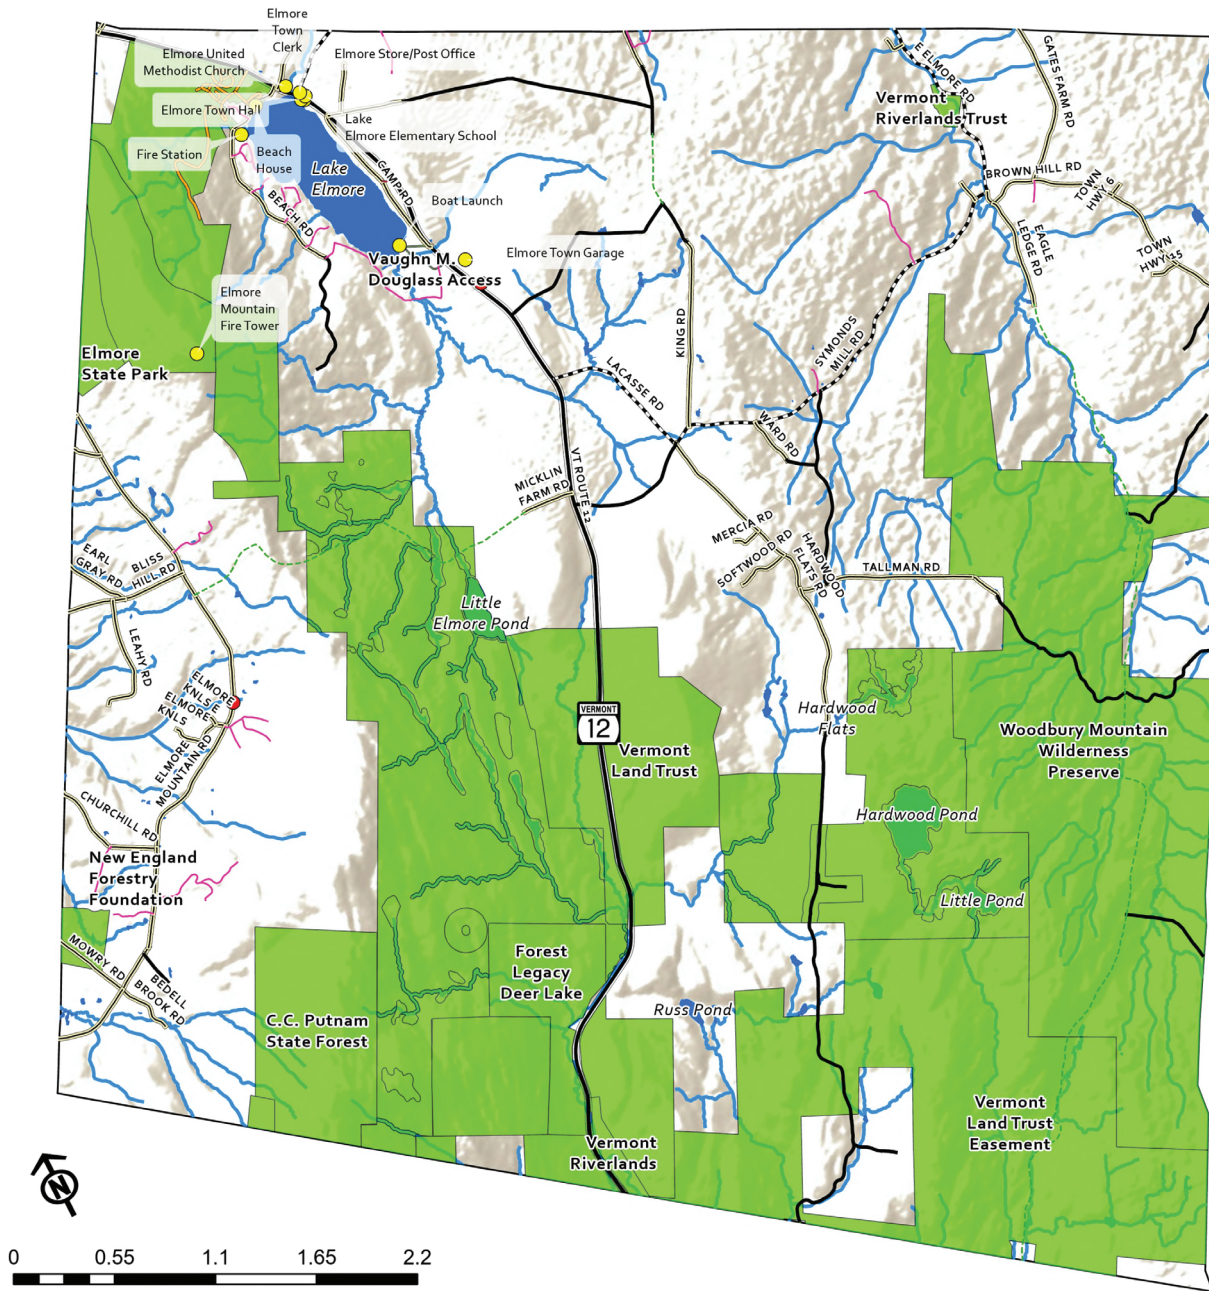 Elmore
Town
Clerk
Elmore United
Methodist Church
Elmore Store/Post Office
Elmore Town Hall
Lake
Elmore Elementary School
Fire Station
Beach
House
Lake
Elmore
CAMP RD
BEACH RD
Boat Launch
Vaughn M.
Douglass Access
Elmore Town Garage
Elmore
Mountain
Fire Tower
Elmore
State Park
E ELMORE RD
GATES FARM RD
Vermont
Riverlands Trust
BROWN HILL RD
TOWN
HWY 6
EAGLE
LEDGE RD
TOWN
HWY 15
KING RD
SYMONDS
MILL RD
LACASSE RD
WARD RD
VT ROUTE 12
MICKLIN
FARM RD
MERCIA RD
SOFTWOOD RD
HARDWOOD
FLATS RD
TALLMAN RD
EARL
GRAY RD
BLISS
HILL RD
LEAHY RD
Little
Elmore Pond
ELMORE
KNLS E
ELMORE
KNLS
ELMORE
MOUNTAIN RD
VERMONT
12
Vermont
Land Trust
Hardwood
Flats
Woodbury Mountain
Wilderness
Preserve
CHURCHILL RD
Hardwood Pond
New England
Forestry
Foundation
Little Pond
MOWRY RD
BEDELL
BROOK RD
Forest
Legacy
Deer Lake
Russ Pond
C.C. Putnam
State Forest
Vermont
Land Trust
Easement
Vermont
Riverlands
N
0 0.55 1.1 1.65 2.2